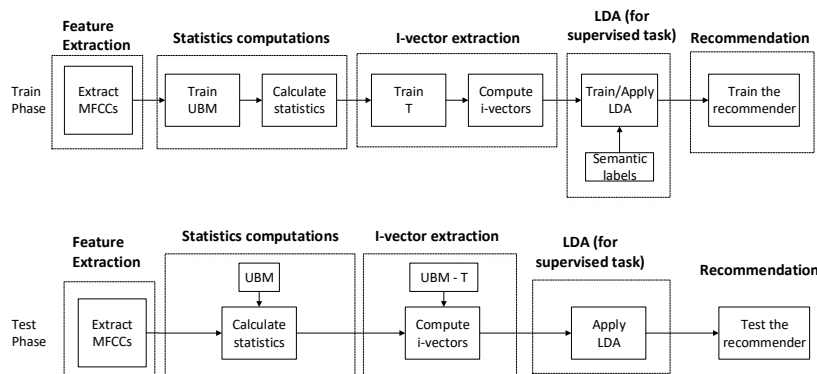 Feature
Extraction
Statistics computations
I-vector extraction
LDA (for
supervised task)
Recommendation
Train
Phase
Extract
MFCCs
Train
UBM
Calculate
statistics
Train
T
Compute
i-vectors
Train/Apply
LDA
Train the
recommender
Semantic
labels
Feature
Extraction
Statistics computations
I-vector extraction
LDA (for
supervised task)
Recommendation
UBM
UBM - T
Test
Phase
Extract
MFCCs
Calculate
statistics
Compute
i-vectors
Apply
LDA
Test the
recommender